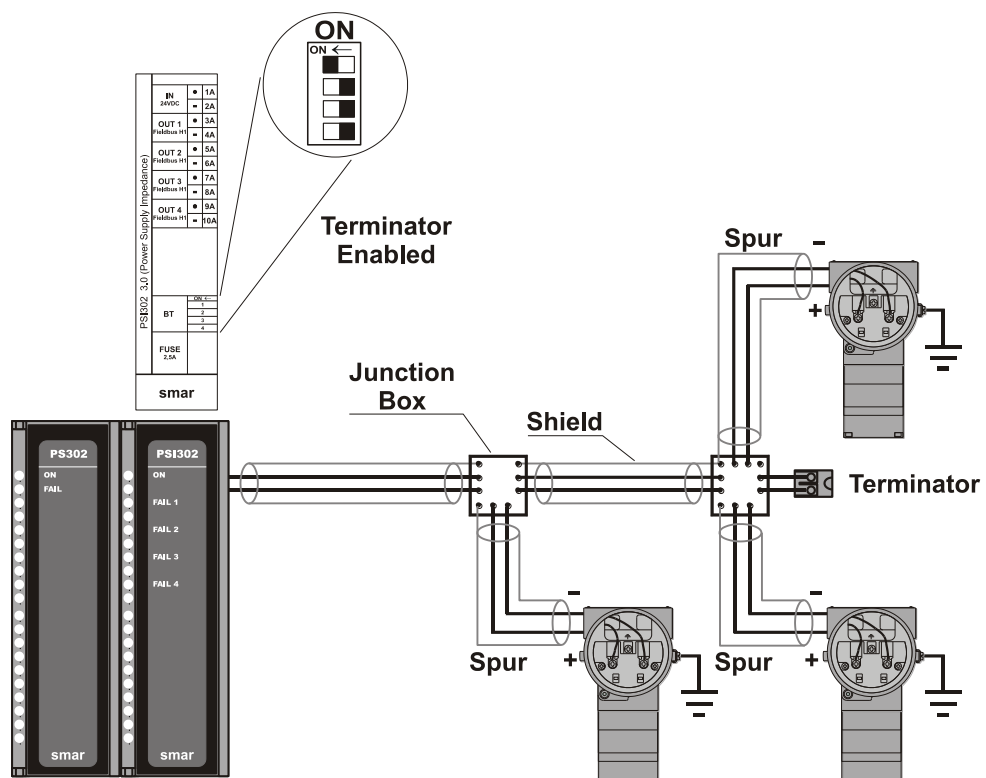 ON
ON ←
PSI302 3.0 (Power Supply Impedance)
IN
24VDC
• 1A
- 2A
OUT 1
Fieldbus H1
• 3A
- 4A
OUT 2
Fieldbus H1
• 5A
- 6A
OUT 3
Fieldbus H1
• 7A
- 8A
OUT 4
Fieldbus H1
• 9A
- 10A
BT
ON ←
1
2
3
4
FUSE
2,5A
smar
Terminator
Enabled
Spur
-
+
Junction
Box
Shield
PS302
ON
FAIL
smar
PSI302
ON
FAIL 1
FAIL 2
FAIL 3
FAIL 4
smar
Terminator
Spur
-
+
Spur
-
+